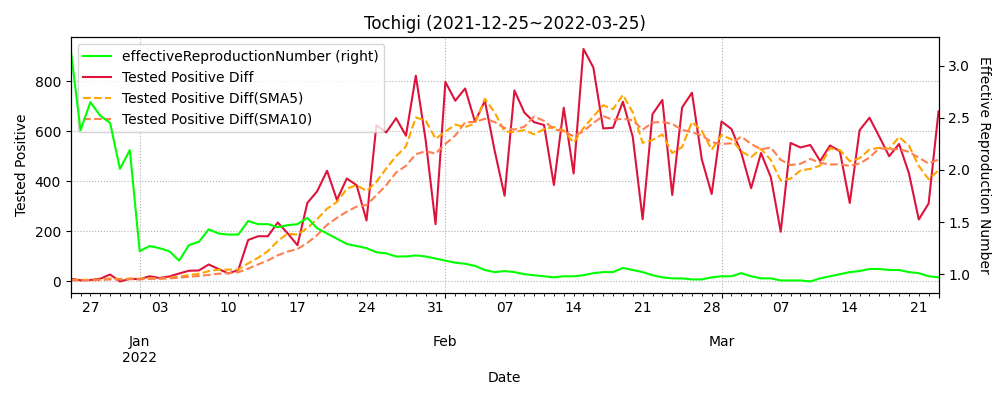 Tochigi (2021-12-25~2022-03-25)
effectiveReproductionNumber (right)
Tested Positive Diff
Tested Positive Diff(SMA5)
Tested Positive Diff(SMA10)
Tested Positive
800
600
400
200
0
3.0
2.5
2.0
1.5
1.0
Effective Reproduction Number
27 03 10 17 24 31 07 14 21 28 07 14 21
Jan Feb Mar
2022
Date